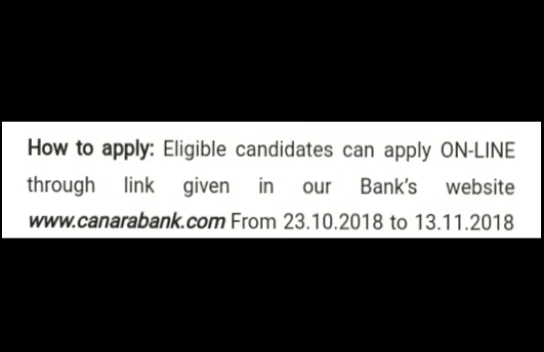 How to apply: Eligible candidates can apply ON-LINE
through link given in our Bank's website
www.canarabank.com From 23.10.2018 to 13.11.2018